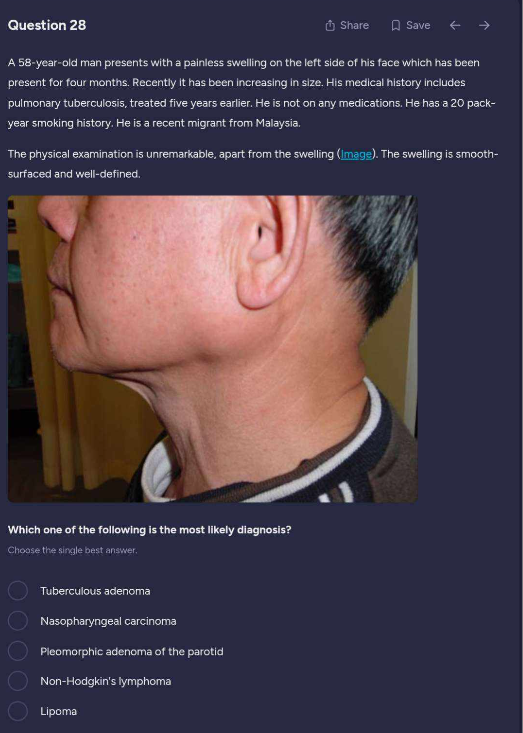 Question 28
Share
Save
A 58-year-old man presents with a painless swelling on the left side of his face which has been
present for four months. Recently it has been increasing in size. His medical history includes
pulmonary tuberculosis, treated five years earlier. He is not on any medications. He has a 20 pack-
year smoking history. He is a recent migrant from Malaysia.
The physical examination is unremarkable, apart from the swelling (Image). The swelling is smooth-
surfaced and well-defined.
Which one of the following is the most likely diagnosis?
Choose the single best answer.
Tuberculous adenoma
Nasopharyngeal carcinoma
Pleomorphic adenoma of the parotid
Non-Hodgkin's lymphoma
Lipoma